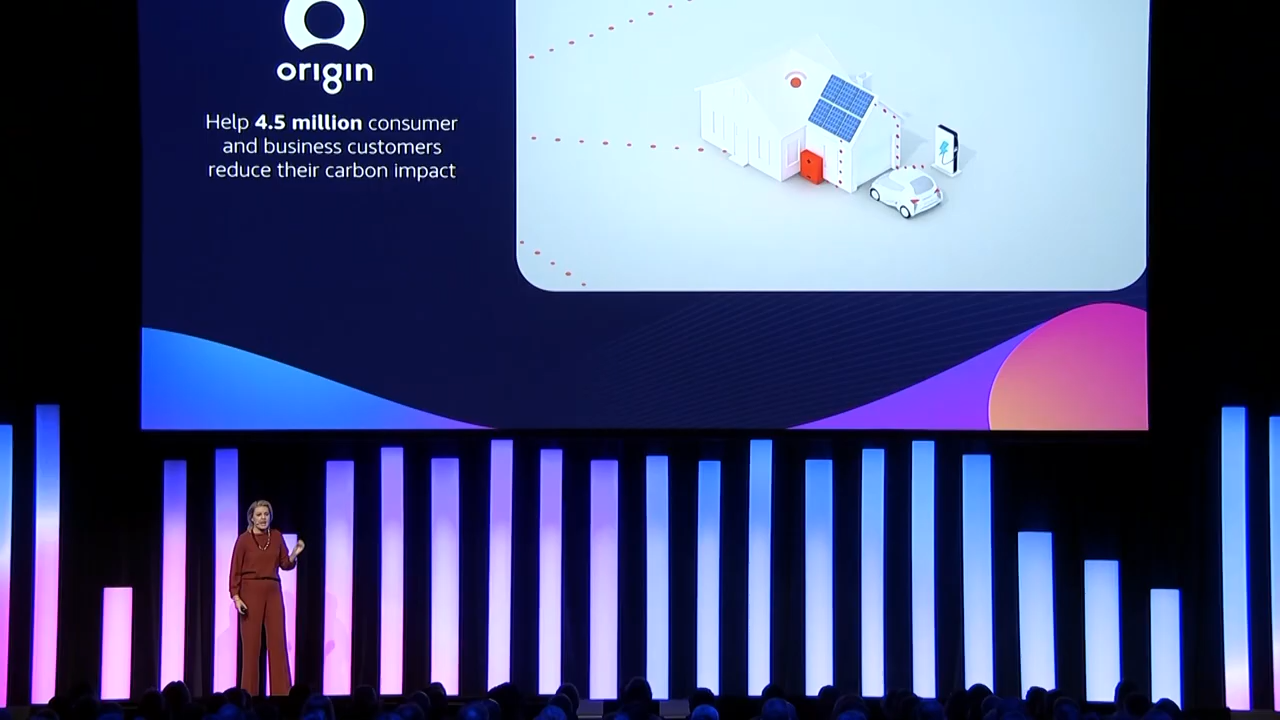 origin
Help 4.5 million consumer
and business customers
reduce their carbon impact